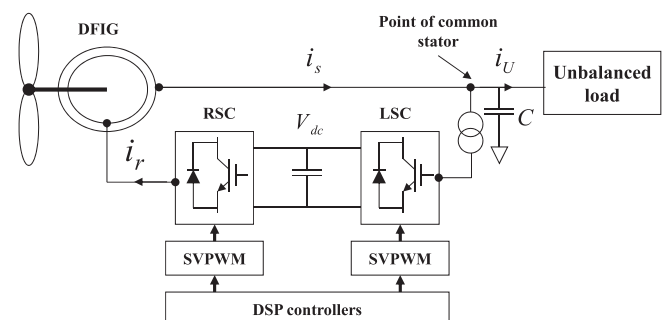 DFIG
Point of common
stator
i_s
i_U
Unbalanced
load
RSC
V_dc
LSC
C
i_r
SVPWM
SVPWM
DSP controllers